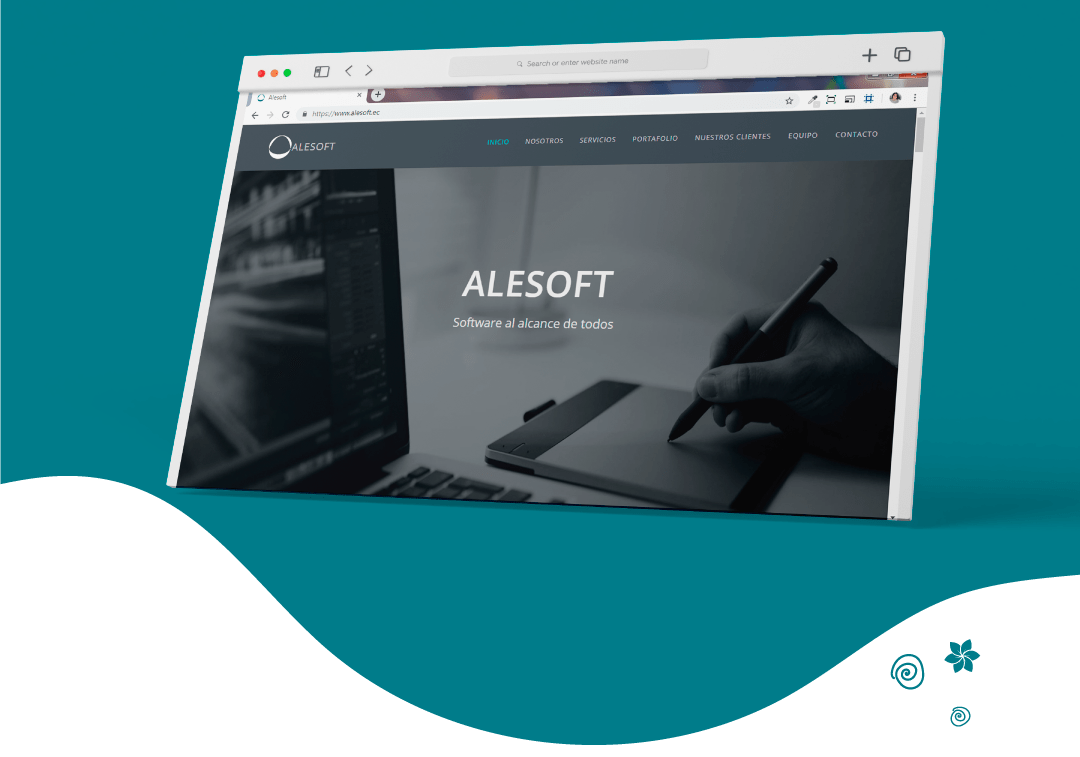 Search or enter website name
Alesoft
https://www.alesoft.ec
ALESOFT
INICIO NOSOTROS SERVICIOS PORTAFOLIO NUESTROS CLIENTES EQUIPO CONTACTO
ALESOFT
Software al alcance de todos